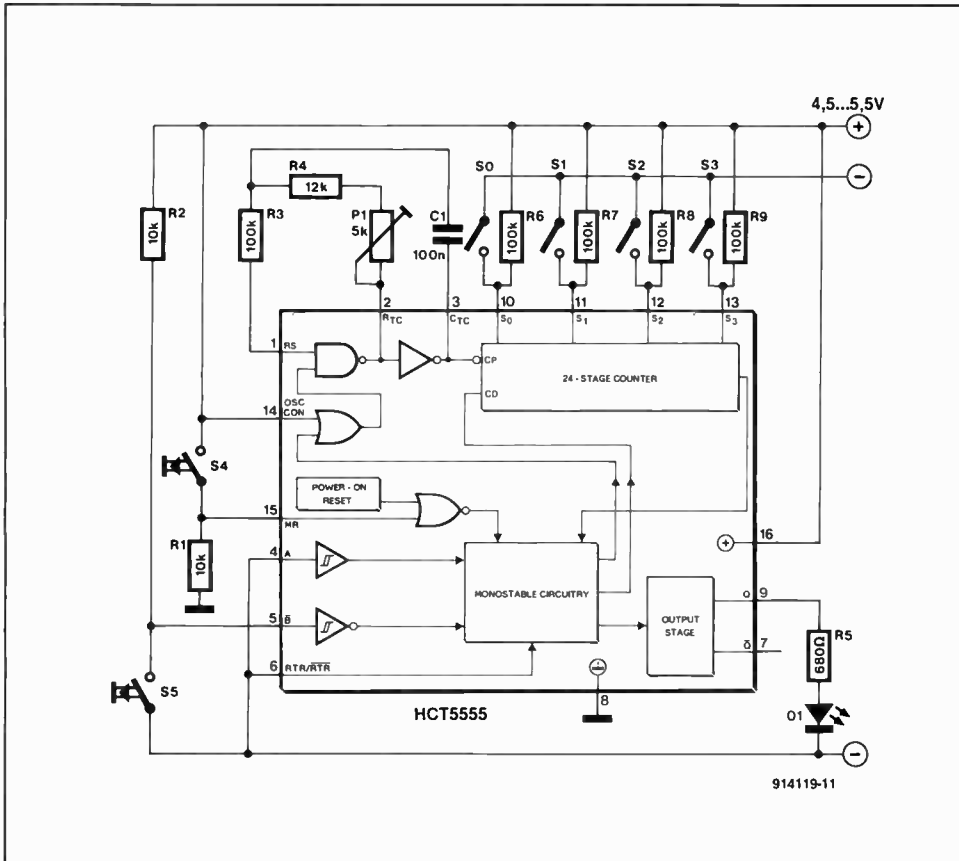 4,5...5,5V
+
−
S0
S1
S2
S3
R4
12k
R2
10k
R3
100k
P1
5k
C1
100n
R6
100k
R7
100k
R8
100k
R9
100k
2
3
10
11
12
13
RTC
CTC
S0
S1
S2
S3
1
RS
CP
CD
24 - STAGE COUNTER
OSC
CON
14
S4
POWER - ON
RESET
15
MR
16
+
R1
10k
4
A
MONOSTABLE CIRCUITRY
OUTPUT
STAGE
Q
9
5
B̅
Q̅
7
R5
680Ω
6
RTR/R̅T̅R̅
S5
8
HCT5555
D1
−
914119-11